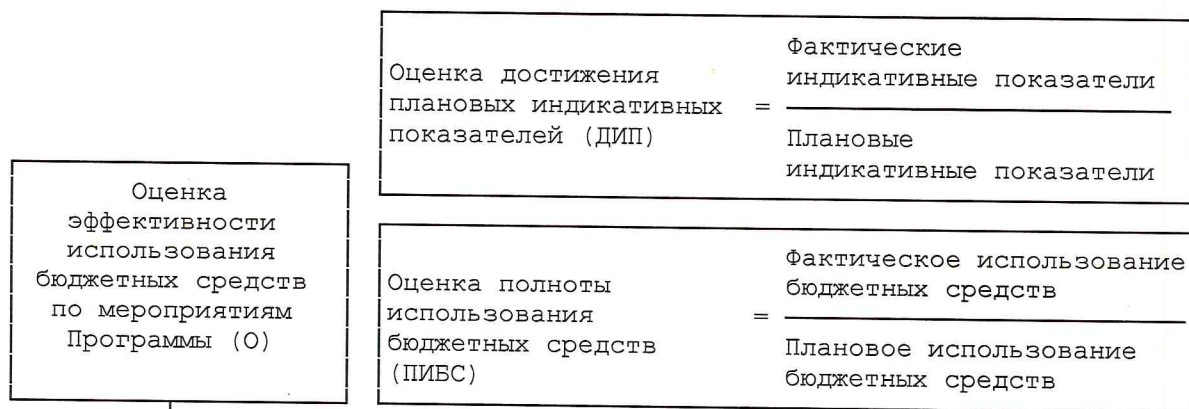 Оценка
эффективности
использования
бюджетных средств
по мероприятиям
Программы (О)
Оценка достижения
плановых индикативных
показателей (ДИП)
=
Фактические
индикативные показатели
Плановые
индикативные показатели
Оценка полноты
использования
бюджетных средств
(ПИБС)
=
Фактическое использование
бюджетных средств
Плановое использование
бюджетных средств